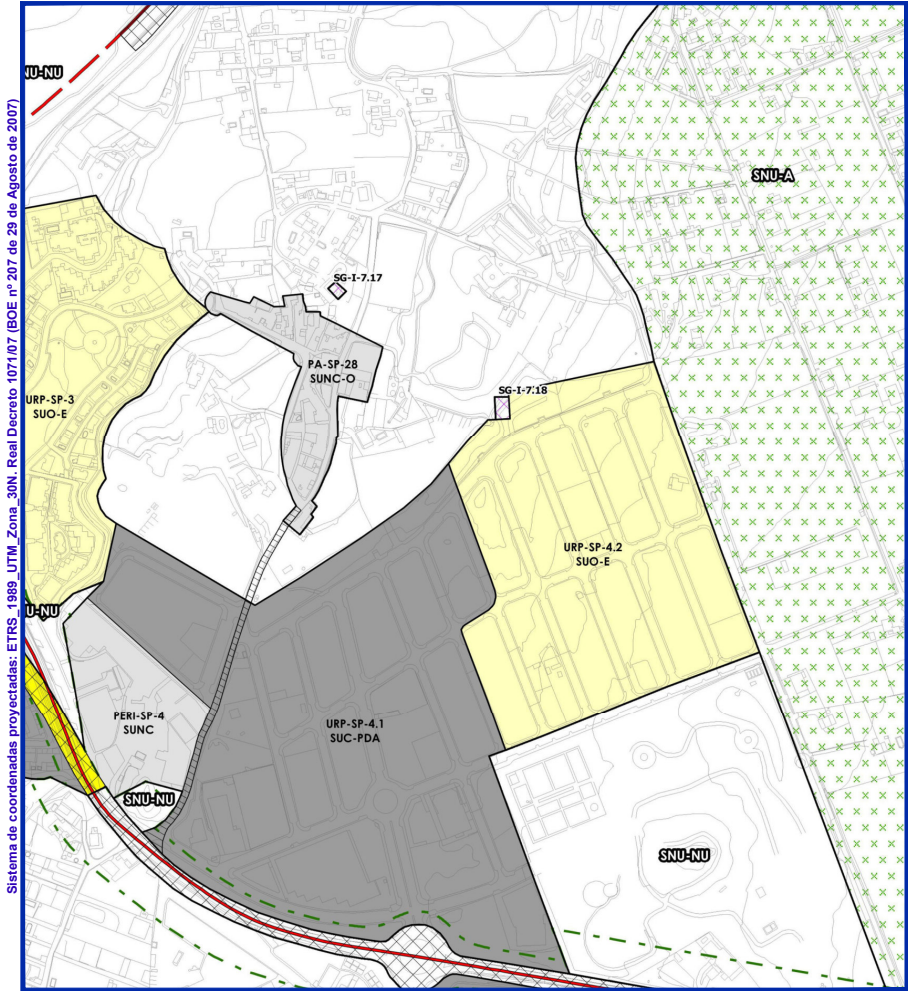 Sistema de coordenadas proyectadas: ETRS_1989_UTM_Zona_30N. Real Decreto 1071/07 (BOE nº 207 de 29 de Agosto de 2007)
NU-NU
SNU-A
SG-I-7.17
PA-SP-28
SUNC-O
SG-I-7.18
URP-SP-3
SUO-E
URP-SP-4.2
SUO-E
U-NU
PERI-SP-4
SUNC
URP-SP-4.1
SUC-PDA
SNU-NU
SNU-NU